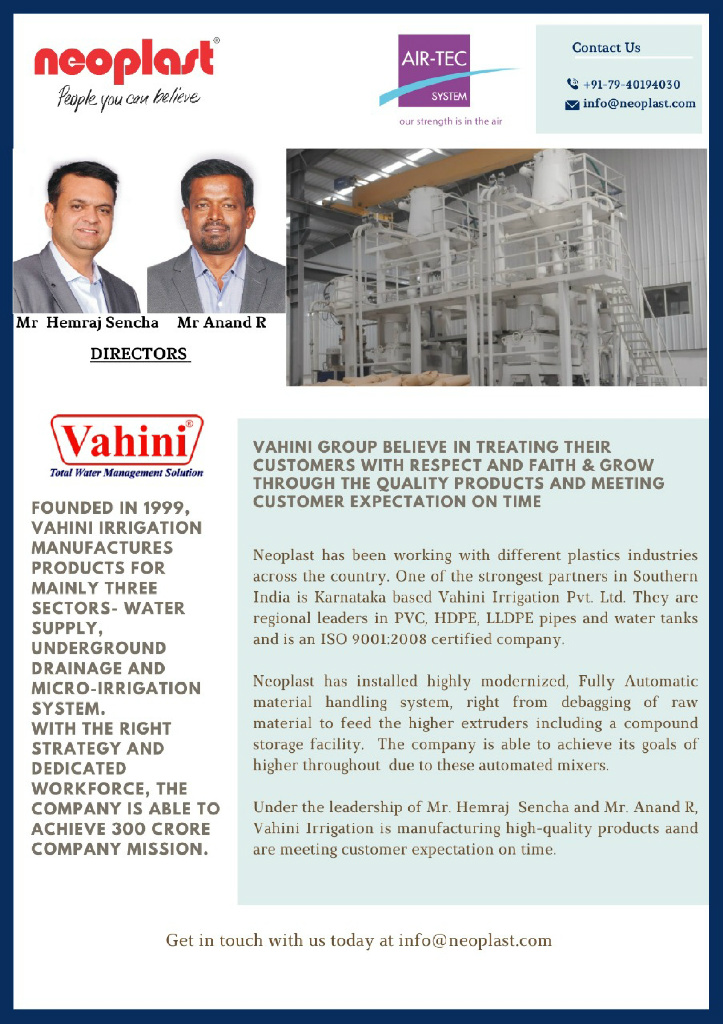 neoplast®
People you can believe
AIR-TEC
SYSTEM
our strength is in the air
Contact Us
+91-79-40194030
info@neoplast.com
Mr Hemraj Sencha
Mr Anand R
DIRECTORS
Vahini®
Total Water Management Solution
FOUNDED IN 1999,
VAHINI IRRIGATION
MANUFACTURES
PRODUCTS FOR
MAINLY THREE
SECTORS- WATER
SUPPLY,
UNDERGROUND
DRAINAGE AND
MICRO-IRRIGATION
SYSTEM.
WITH THE RIGHT
STRATEGY AND
DEDICATED
WORKFORCE, THE
COMPANY IS ABLE TO
ACHIEVE 300 CRORE
COMPANY MISSION.
VAHINI GROUP BELIEVE IN TREATING THEIR
CUSTOMERS WITH RESPECT AND FAITH & GROW
THROUGH THE QUALITY PRODUCTS AND MEETING
CUSTOMER EXPECTATION ON TIME
Neoplast has been working with different plastics industries
across the country. One of the strongest partners in Southern
India is Karnataka based Vahini Irrigation Pvt. Ltd. They are
regional leaders in PVC, HDPE, LLDPE pipes and water tanks
and is an ISO 9001:2008 certified company.
Neoplast has installed highly modernized, Fully Automatic
material handling system, right from debagging of raw
material to feed the higher extruders including a compound
storage facility. The company is able to achieve its goals of
higher throughout due to these automated mixers.
Under the leadership of Mr. Hemraj Sencha and Mr. Anand R,
Vahini Irrigation is manufacturing high-quality products aand
are meeting customer expectation on time.
Get in touch with us today at info@neoplast.com